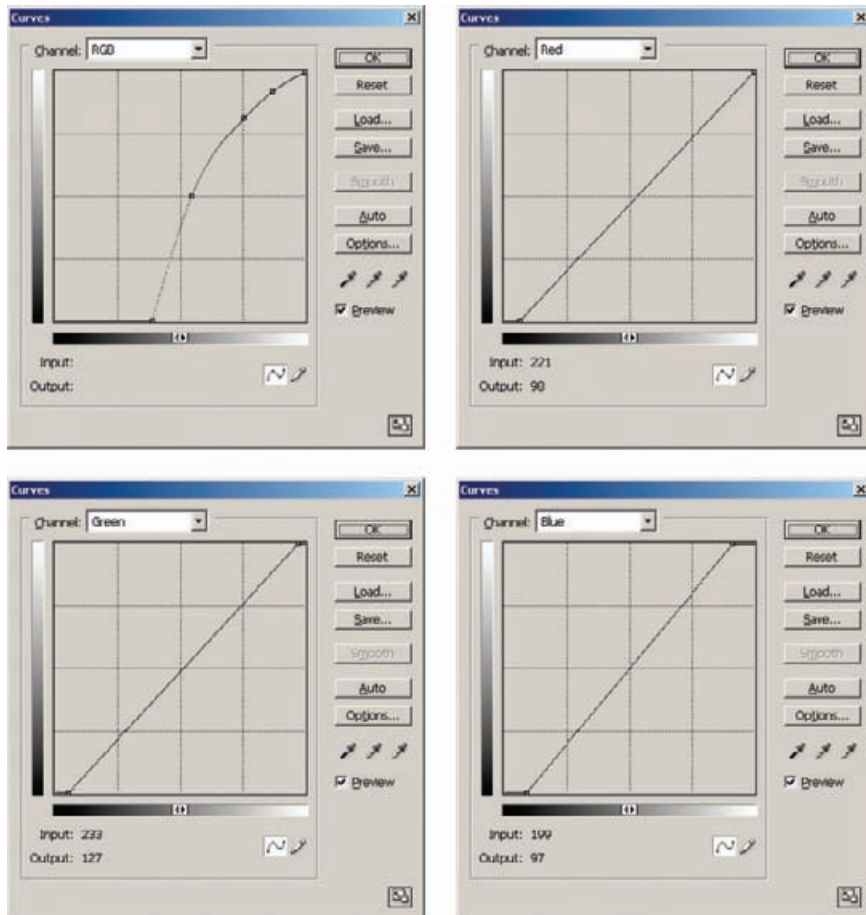 Curves
Channel: RGB
OK
Reset
Load...
Save...
Smooth
Auto
Options...
Preview
Input:
Output:
Curves
Channel: Red
OK
Reset
Load...
Save...
Smooth
Auto
Options...
Preview
Input: 221
Output: 98
Curves
Channel: Green
OK
Reset
Load...
Save...
Smooth
Auto
Options...
Preview
Input: 233
Output: 127
Curves
Channel: Blue
OK
Reset
Load...
Save...
Smooth
Auto
Options...
Preview
Input: 199
Output: 97